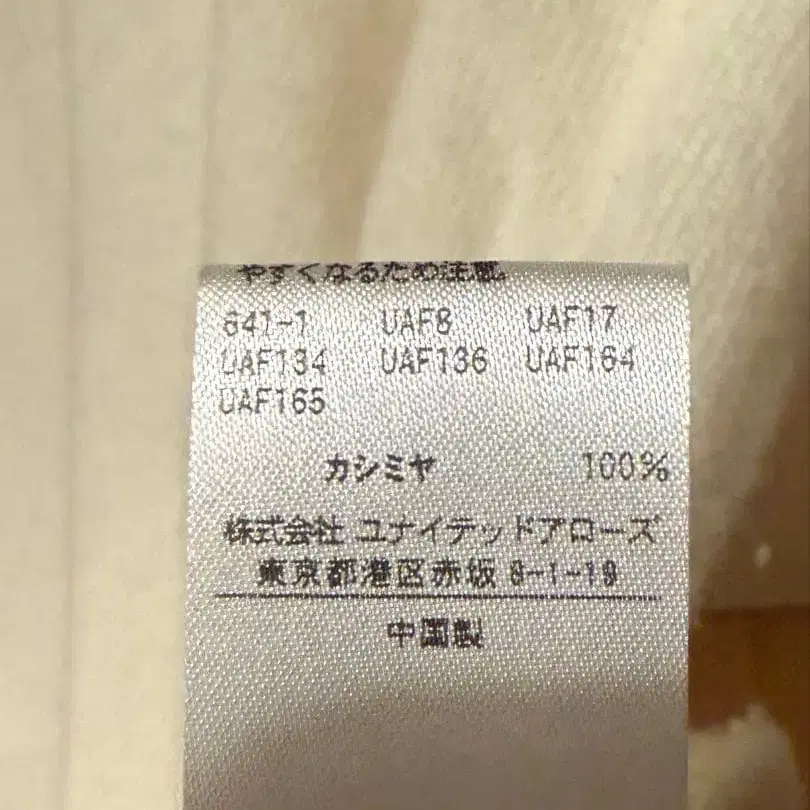 やすくなるため注意。
641-1 UAF8 UAF17
UAF134 UAF136 UAF164
UAF165
カシミヤ 100%
株式会社 ユナイテッドアローズ
東京都港区赤坂 8-1-19
中国製